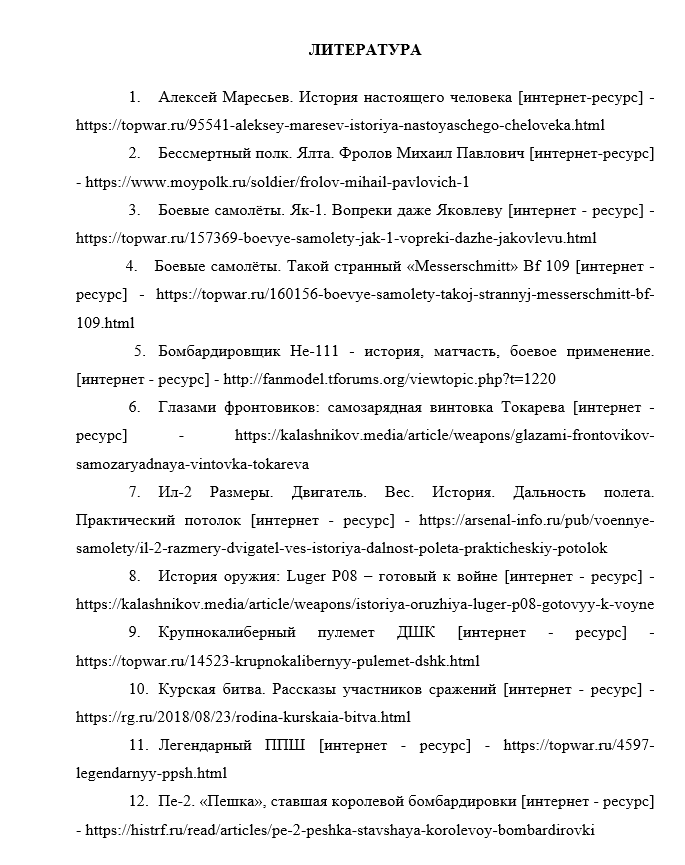 ЛИТЕРАТУРА
1. Алексей Маресьев. История настоящего человека [интернет-ресурс] -
https://topwar.ru/95541-aleksey-maresev-istoriya-nastoyaschego-cheloveka.html
2. Бессмертный полк. Ялта. Фролов Михаил Павлович [интернет-ресурс]
- https://www.moypolk.ru/soldier/frolov-mihail-pavlovich-1
3. Боевые самолёты. Як-1. Вопреки даже Яковлеву [интернет - ресурс] -
https://topwar.ru/157369-boevye-samolety-jak-1-vopreki-dazhe-jakovlevu.html
4. Боевые самолёты. Такой странный «Messerschmitt» Bf 109 [интернет -
ресурс] - https://topwar.ru/160156-boevye-samolety-takoj-strannyj-messerschmitt-bf-
109.html
5. Бомбардировщик Не-111 - история, матчасть, боевое применение.
[интернет - ресурс] - http://fanmodel.tforums.org/viewtopic.php?t=1220
6. Глазами фронтовиков: самозарядная винтовка Токарева [интернет -
ресурс] - https://kalashnikov.media/article/weapons/glazami-frontovikov-
samozaryadnaya-vintovka-tokareva
7. Ил-2 Размеры. Двигатель. Вес. История. Дальность полета.
Практический потолок [интернет - ресурс] - https://arsenal-info.ru/pub/voennye-
samolety/il-2-razmery-dvigatel-ves-istoriya-dalnost-poleta-prakticheskiy-potolok
8. История оружия: Luger P08 – готовый к войне [интернет - ресурс] -
https://kalashnikov.media/article/weapons/istoriya-oruzhiya-luger-p08-gotovyy-k-voyne
9. Крупнокалиберный пулемет ДШК [интернет - ресурс] -
https://topwar.ru/14523-krupnokalibernyy-pulemet-dshk.html
10. Курская битва. Рассказы участников сражений [интернет - ресурс] -
https://rg.ru/2018/08/23/rodina-kurskaia-bitva.html
11. Легендарный ППШ [интернет - ресурс] - https://topwar.ru/4597-
legendarnyy-ppsh.html
12. Пе-2. «Пешка», ставшая королевой бомбардировки [интернет - ресурс]
- https://histrf.ru/read/articles/pe-2-peshka-stavshaya-korolevoy-bombardirovki